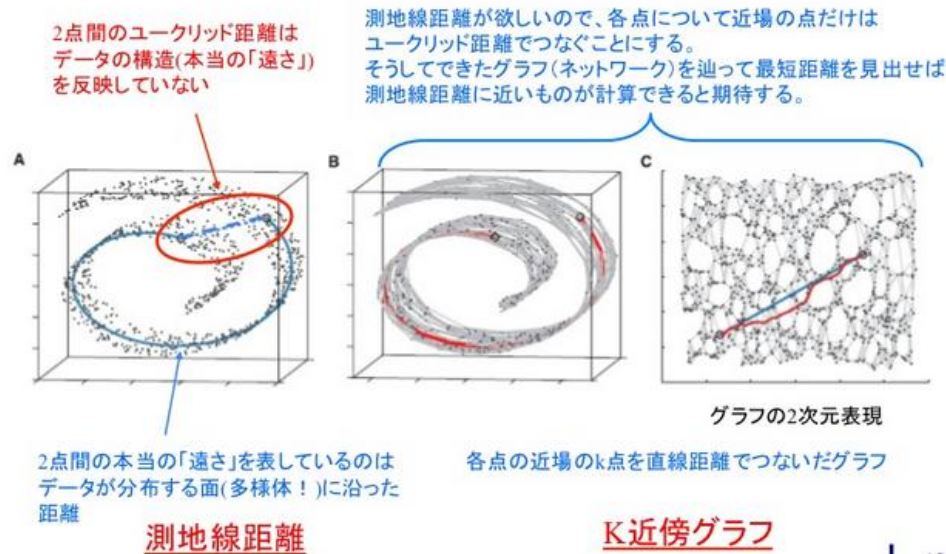 2点間のユークリッド距離は
データの構造(本当の「遠さ」)
を反映していない
測地線距離が欲しいので、各点について近場の点だけは
ユークリッド距離でつなぐことにする。
そうしてできたグラフ(ネットワーク)を辿って最短距離を見出せば
測地線距離に近いものが計算できると期待する。
A
B
C
グラフの2次元表現
2点間の本当の「遠さ」を表しているのは
データが分布する面(多様体！)に沿った
距離
各点の近場のk点を直線距離でつないだグラフ
測地線距離
K近傍グラフ